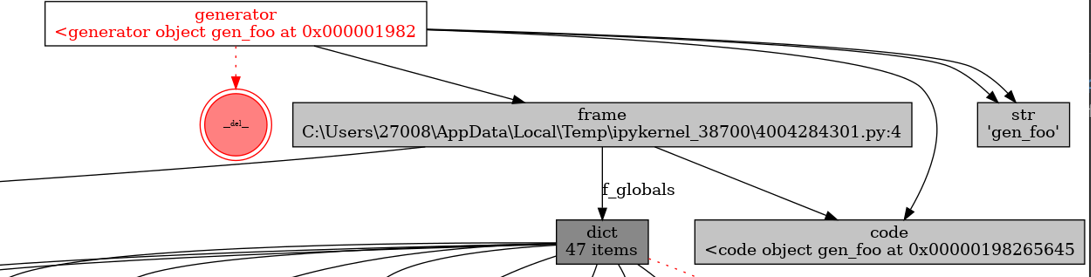 generator
<generator object gen_foo at 0x000001982
__del__
frame
C:\Users\27008\AppData\Local\Temp\ipykernel_38700\4004284301.py:4
str
'gen_foo'
f_globals
dict
47 items
code
<code object gen_foo at 0x00000198265645